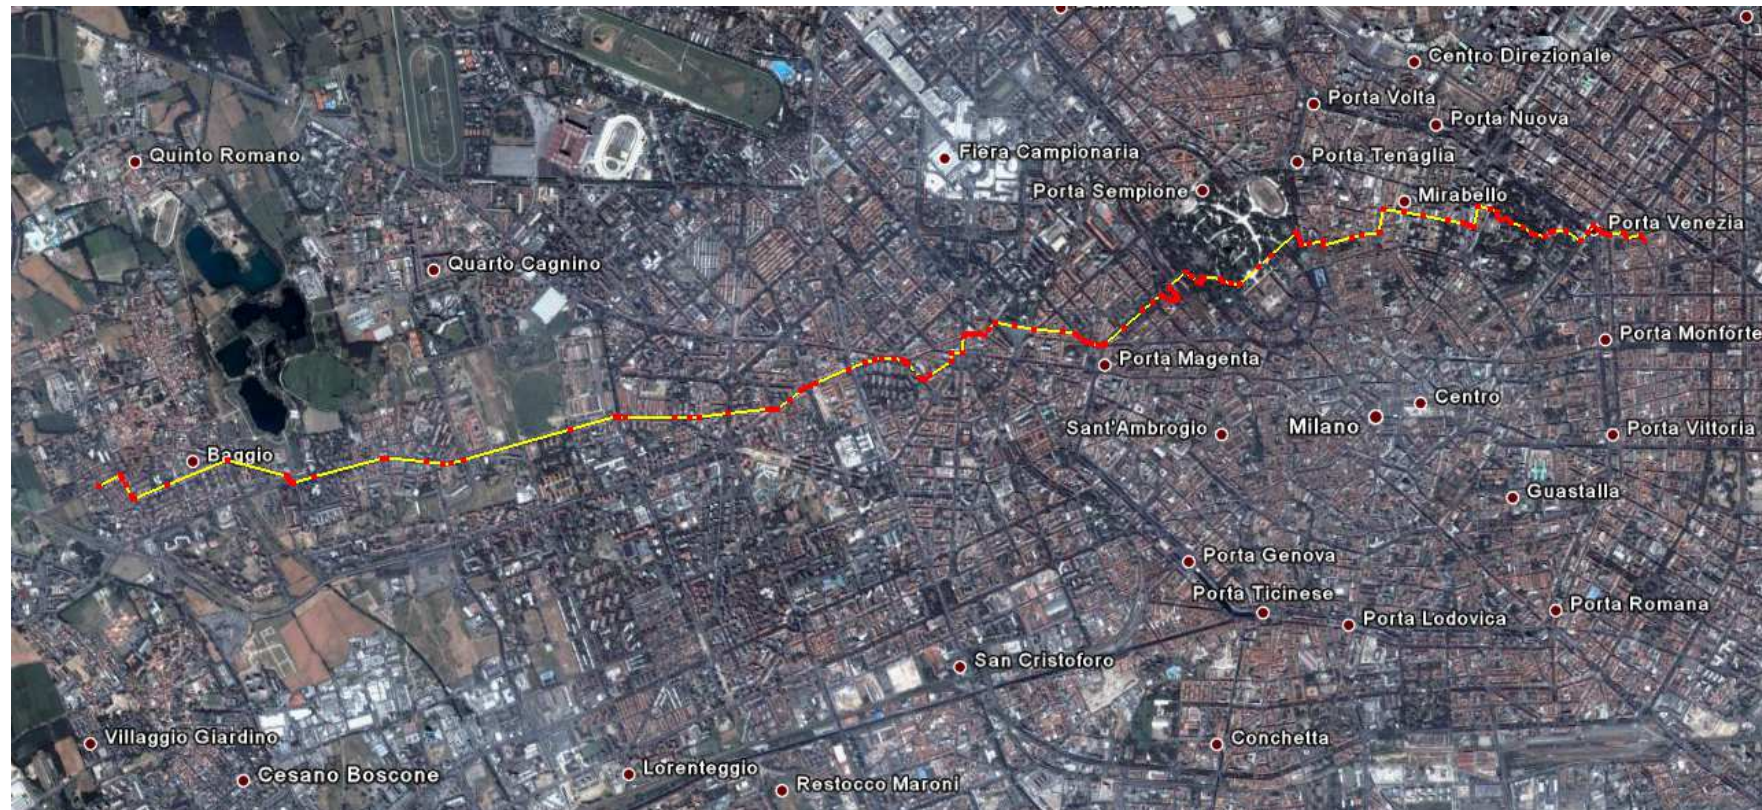 Centro Direzionale
Porta Volta
Porta Nuova
Quinto Romano
Fiera Campionaria
Porta Tenaglia
Porta Sempione
Mirabello
Porta Venezia
Quarto Cagnino
Porta Monforte
Porta Magenta
Centro
Milano
Sant'Ambrogio
Porta Vittoria
Baggio
Guastalla
Porta Genova
Porta Ticinese
Porta Lodovica
Porta Romana
San Cristoforo
Villaggio Giardino
Conchetta
Cesano Boscone
Lorenteggio
Restocco Maroni